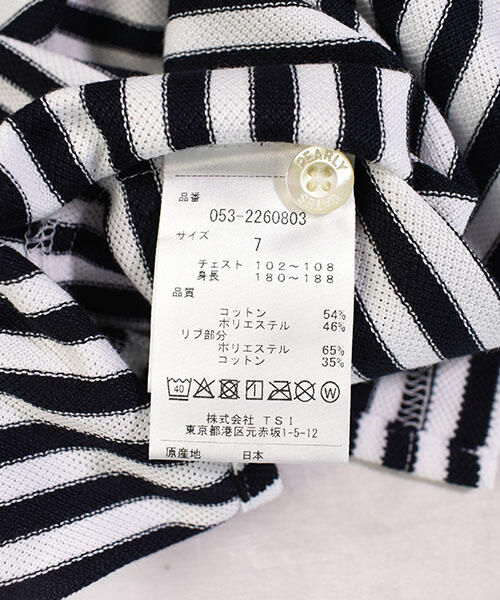 PEARLY
GATES
品番
053-2260803
サイズ
7
チェスト 102～108
身長 180～188
品質
コットン 54%
ポリエステル 46%
リブ部分
ポリエステル 65%
コットン 35%
40 W
株式会社 TSI
東京都港区元赤坂1-5-12
原産地 日本